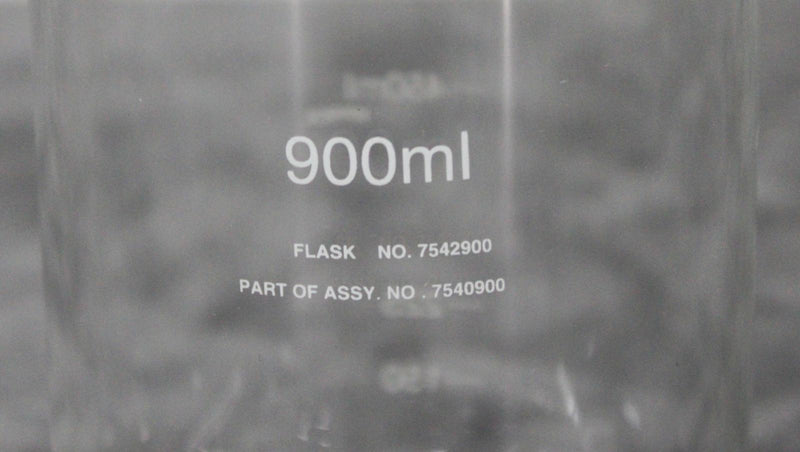 900ml
FLASK NO. 7542900
PART OF ASSY. NO. 7540900